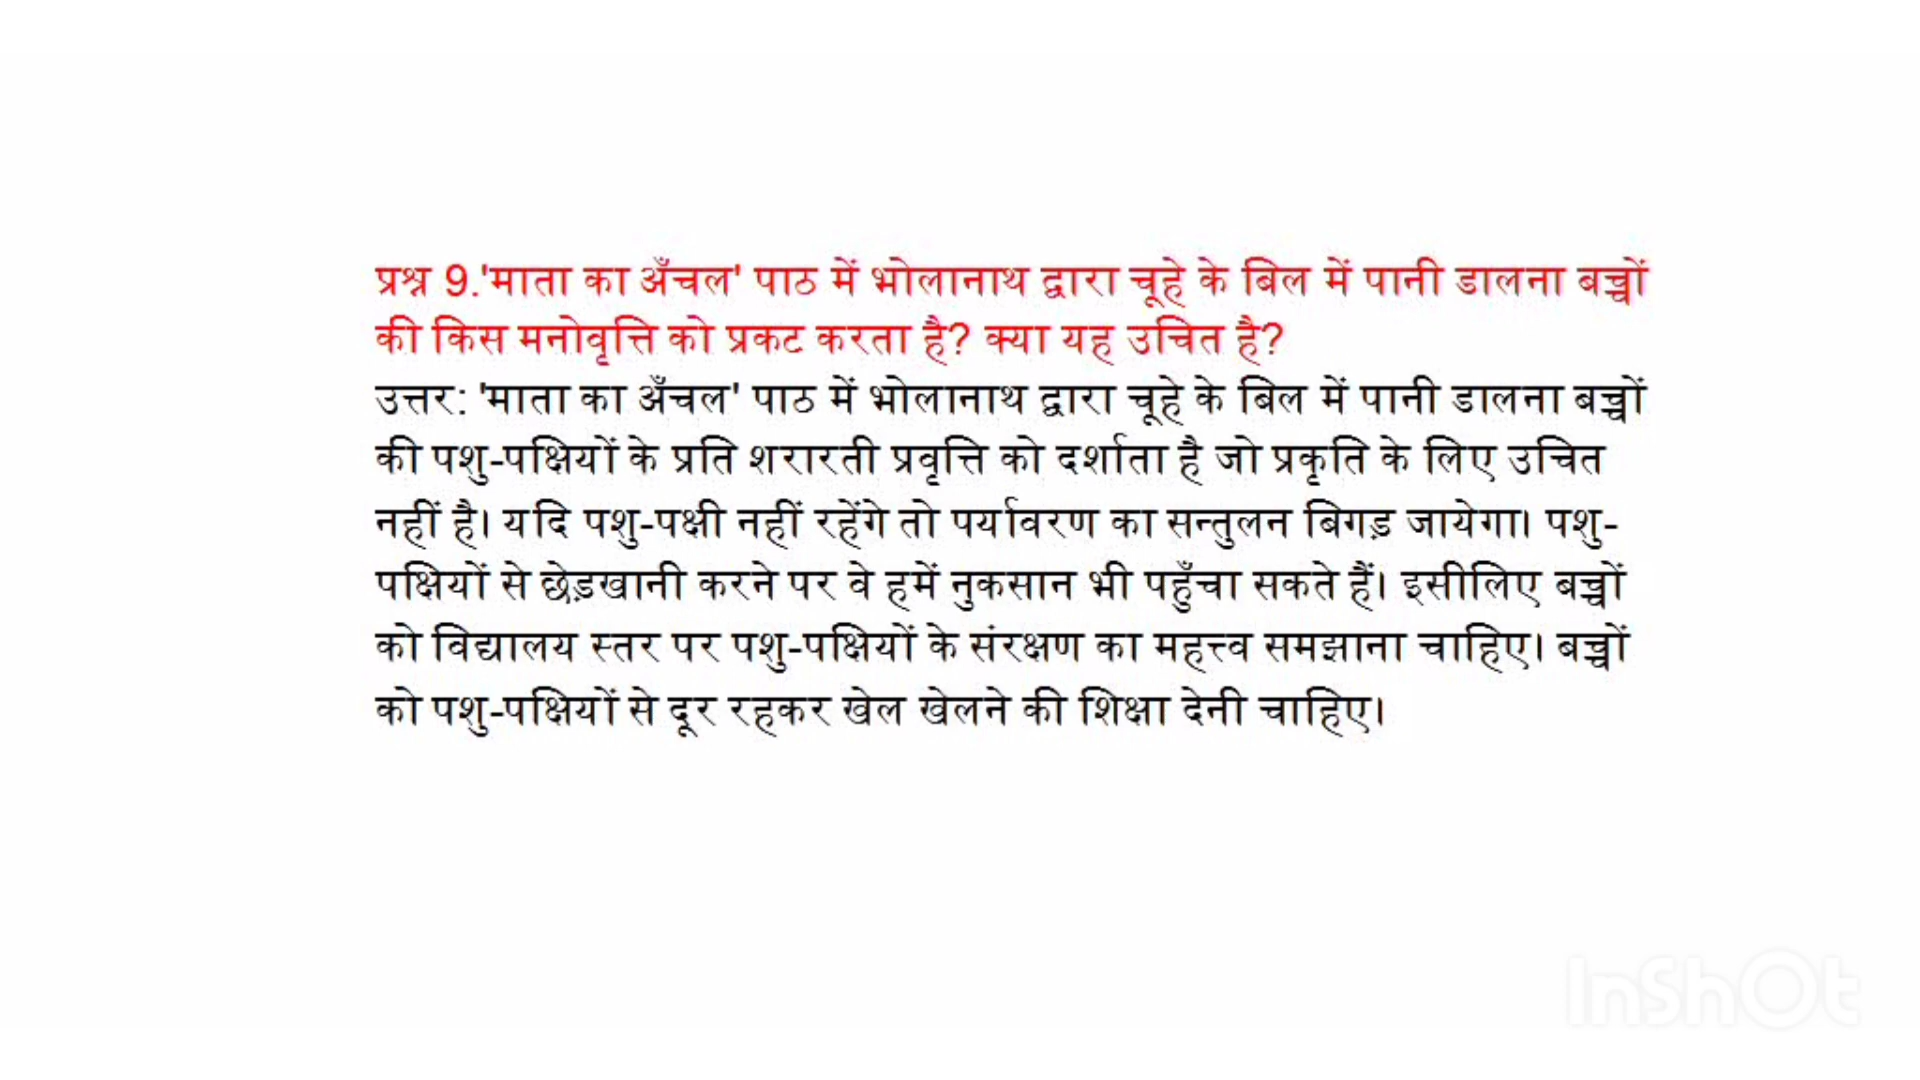 प्रश्न 9.'माता का अँचल' पाठ में भोलानाथ द्वारा चूहे के बिल में पानी डालना बच्चों
की किस मनोवृत्ति को प्रकट करता है? क्या यह उचित है?
उत्तर: 'माता का अँचल' पाठ में भोलानाथ द्वारा चूहे के बिल में पानी डालना बच्चों
की पशु-पक्षियों के प्रति शरारती प्रवृत्ति को दर्शाता है जो प्रकृति के लिए उचित
नहीं है। यदि पशु-पक्षी नहीं रहेंगे तो पर्यावरण का सन्तुलन बिगड़ जायेगा। पशु-
पक्षियों से छेड़खानी करने पर वे हमें नुकसान भी पहुँचा सकते हैं। इसीलिए बच्चों
को विद्यालय स्तर पर पशु-पक्षियों के संरक्षण का महत्त्व समझाना चाहिए। बच्चों
को पशु-पक्षियों से दूर रहकर खेल खेलने की शिक्षा देनी चाहिए।
InShOt